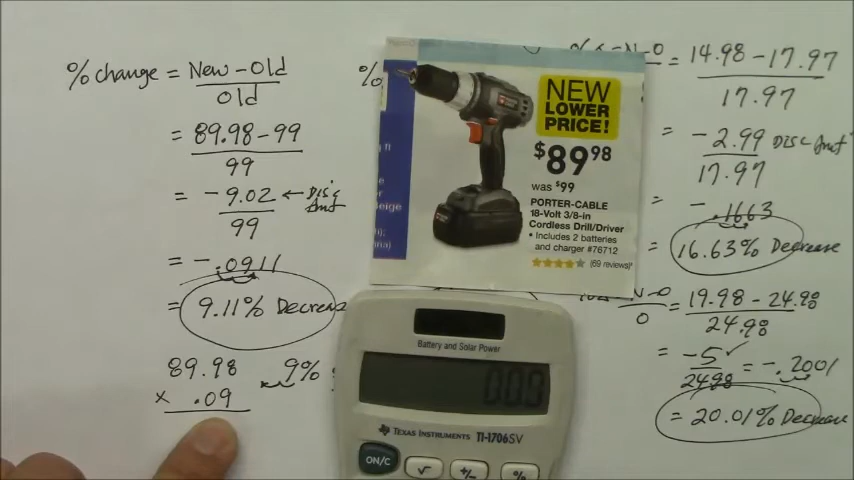 % change = New - Old
Old
= 89.98 - 99
99
= - 9.02 ← Disc Amt
99
= - .0911
= 9.11% Decrease
89.98
x .09
9%
%
NEW
LOWER
PRICE!
$89 98
was $99
PORTER-CABLE
18-Volt 3/8-in
Cordless Drill/Driver
• Includes 2 batteries
and charger #76712
(69 reviews)*
eige
Battery and Solar Power
0.00
TEXAS INSTRUMENTS TI-1706SV
ON/C
√
+/-
%
= 14.98 - 17.97
17.97
= - 2.99 Disc Amt
17.97
= - .1663
= 16.63% Decrease
N-O = 19.98 - 24.98
O 24.98
= -5 ✓ = - .2001
24.98
= 20.01% Decrease